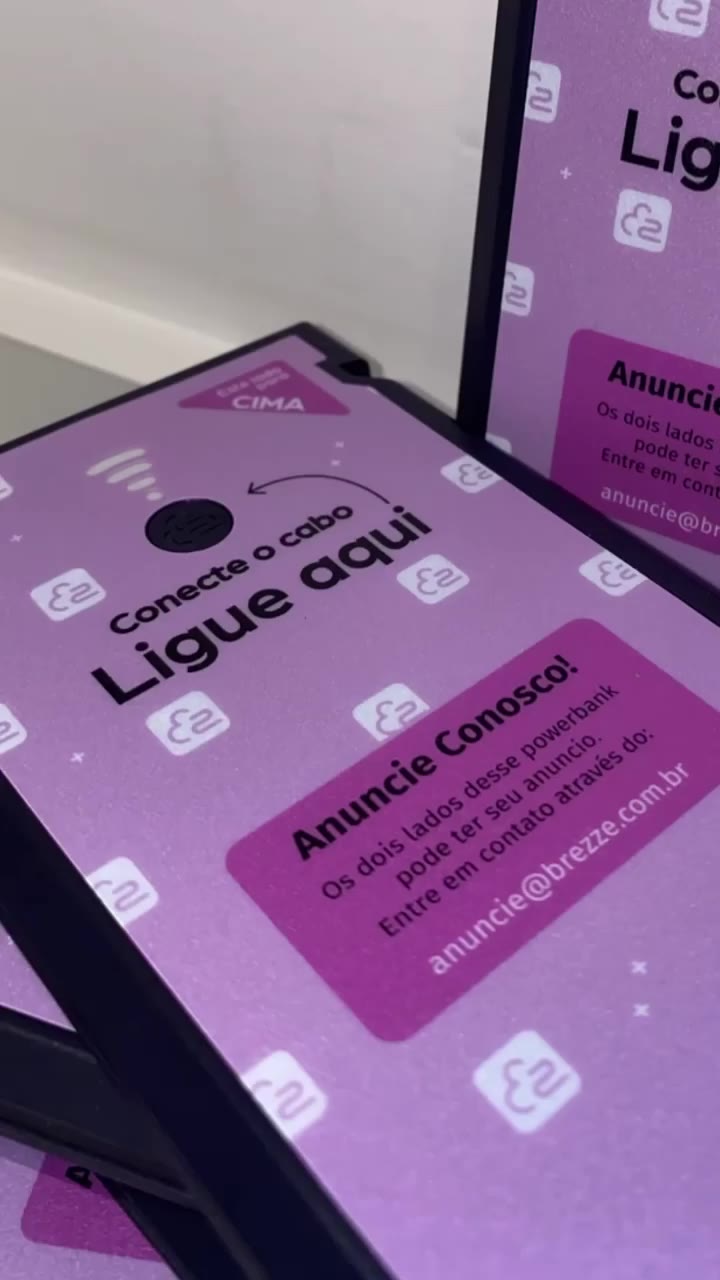 Este lado
para
CIMA
Conecte o cabo
Ligue aqui
Anuncie Conosco!
Os dois lados desse powerbank
pode ter seu anuncio.
Entre em contato através do:
anuncie@brezze.com.br
Co
Lig
Anuncie
Os dois lados
pode ter s
Entre em cont
anuncie@br
A